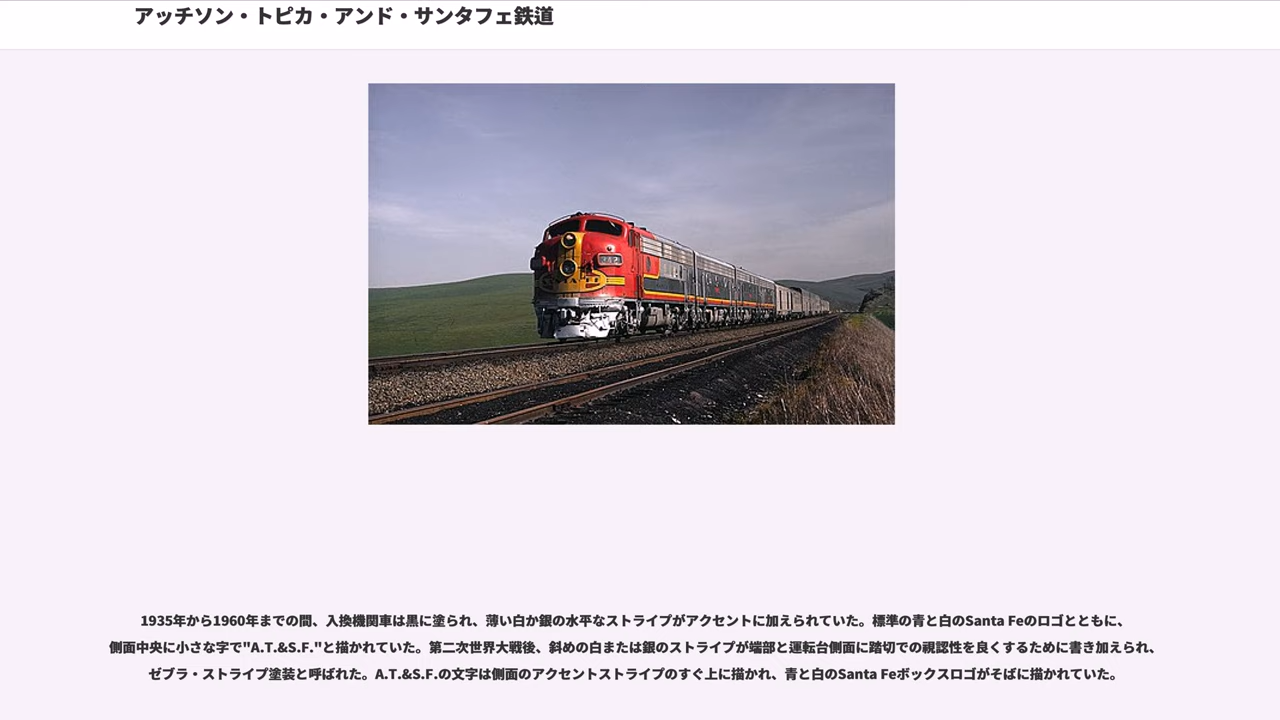 アッチソン・トピカ・アンド・サンタフェ鉄道
1935年から1960年までの間、入換機関車は黒に塗られ、薄い白か銀の水平なストライプがアクセントに加えられていた。標準の青と白のSanta Feのロゴとともに、
側面中央に小さな字で"A.T.&S.F."と描かれていた。第二次世界大戦後、斜めの白または銀のストライプが端部と運転台側面に踏切での視認性を良くするために書き加えられ、
ゼブラ・ストライプ塗装と呼ばれた。A.T.&S.F.の文字は側面のアクセントストライプのすぐ上に描かれ、青と白のSanta Feボックスロゴがそばに描かれていた。